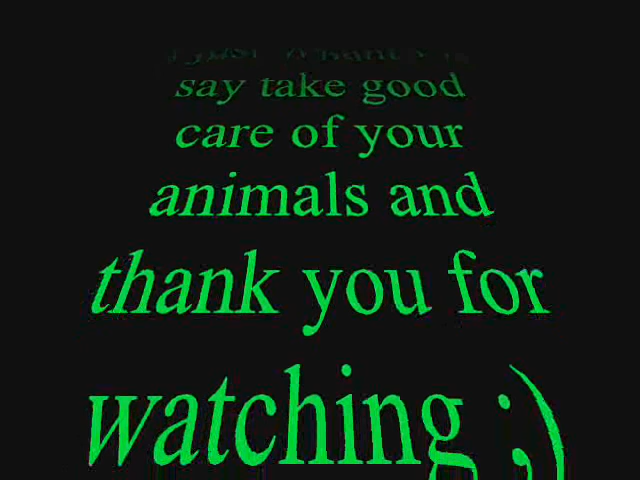 say take good
care of your
animals and
thank you for
watching ;)